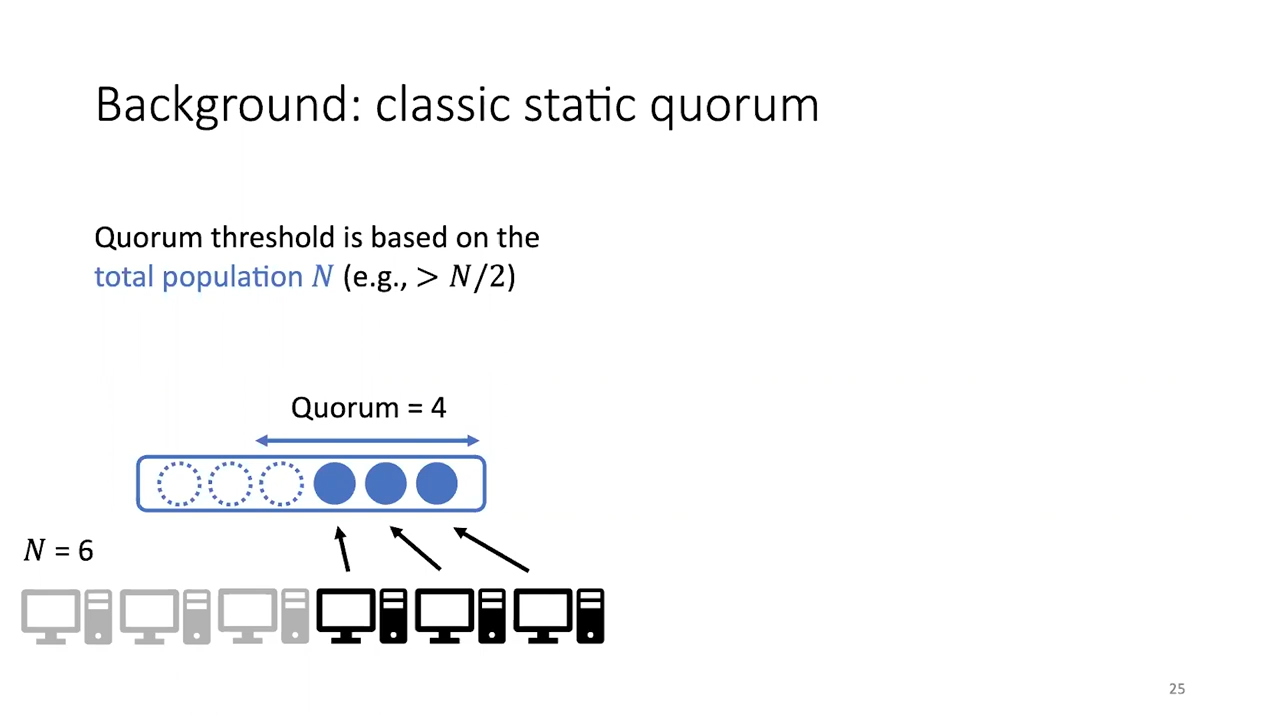 Background: classic static quorum
Quorum threshold is based on the
total population N (e.g., > N/2)
Quorum = 4
N = 6
25